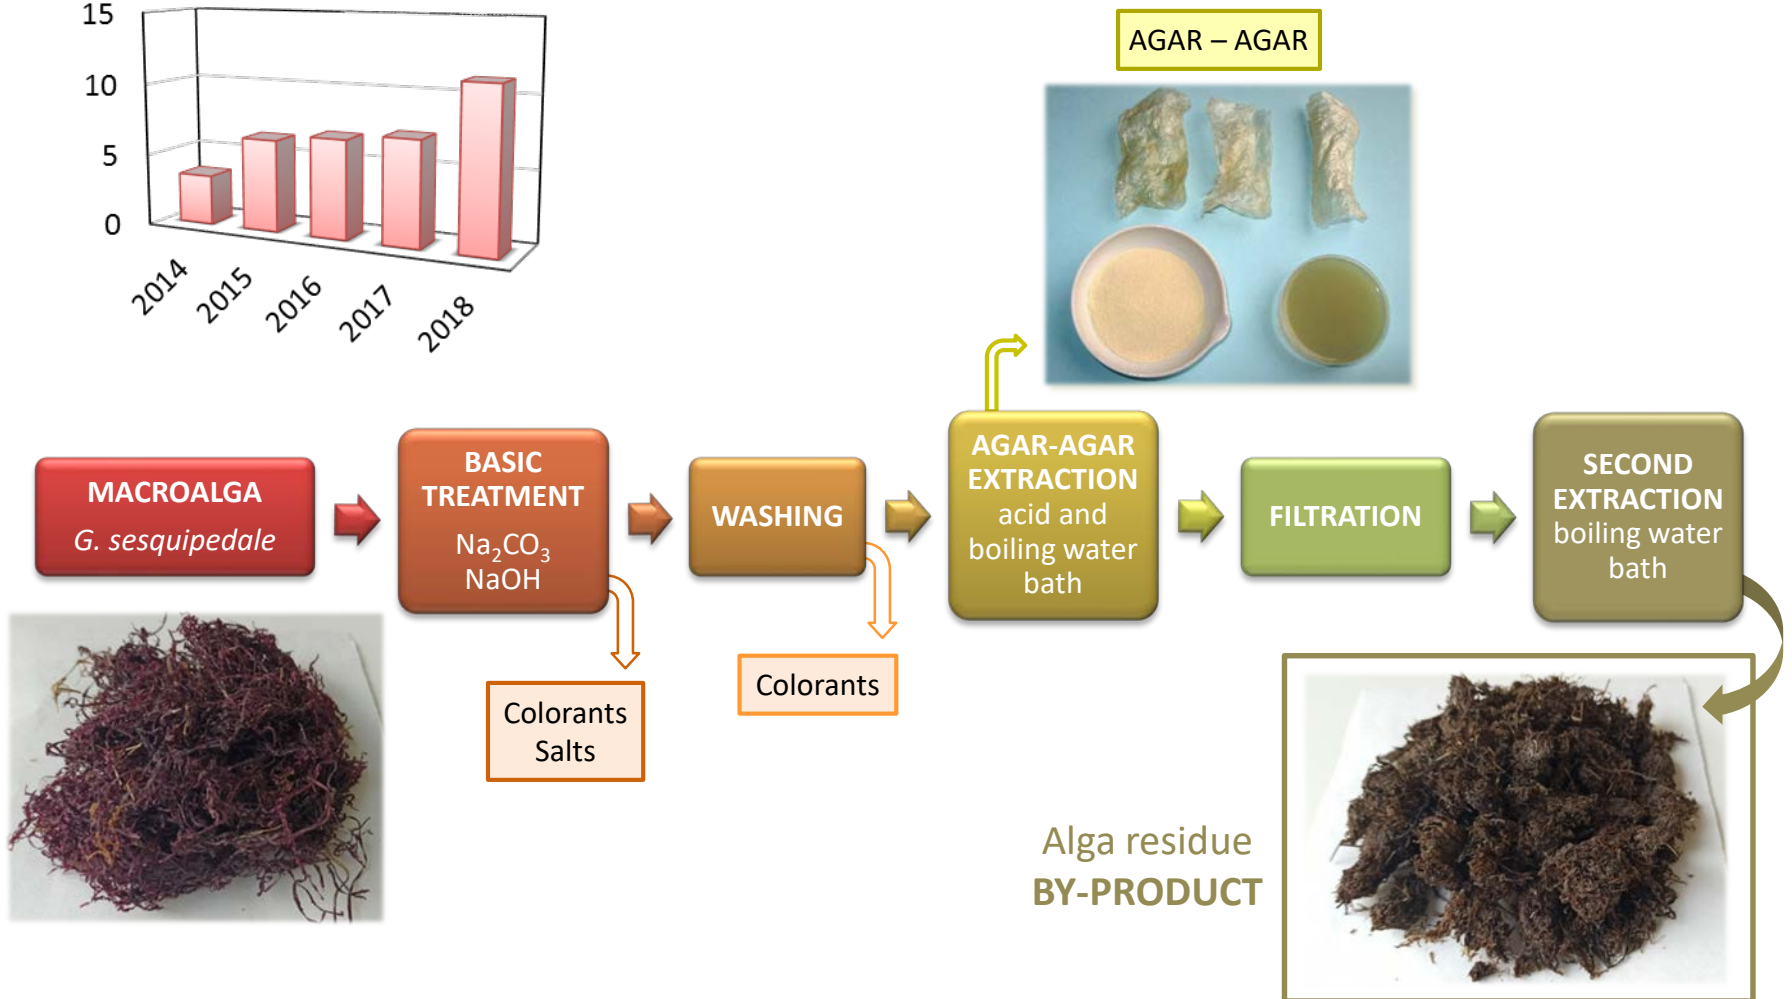 15
10
5
0
2014
2015
2016
2017
2018
AGAR – AGAR
MACROALGA
G. sesquipedale
BASIC
TREATMENT
Na₂CO₃
NaOH
WASHING
AGAR-AGAR
EXTRACTION
acid and
boiling water
bath
FILTRATION
SECOND
EXTRACTION
boiling water
bath
Colorants
Salts
Colorants
Alga residue
BY-PRODUCT